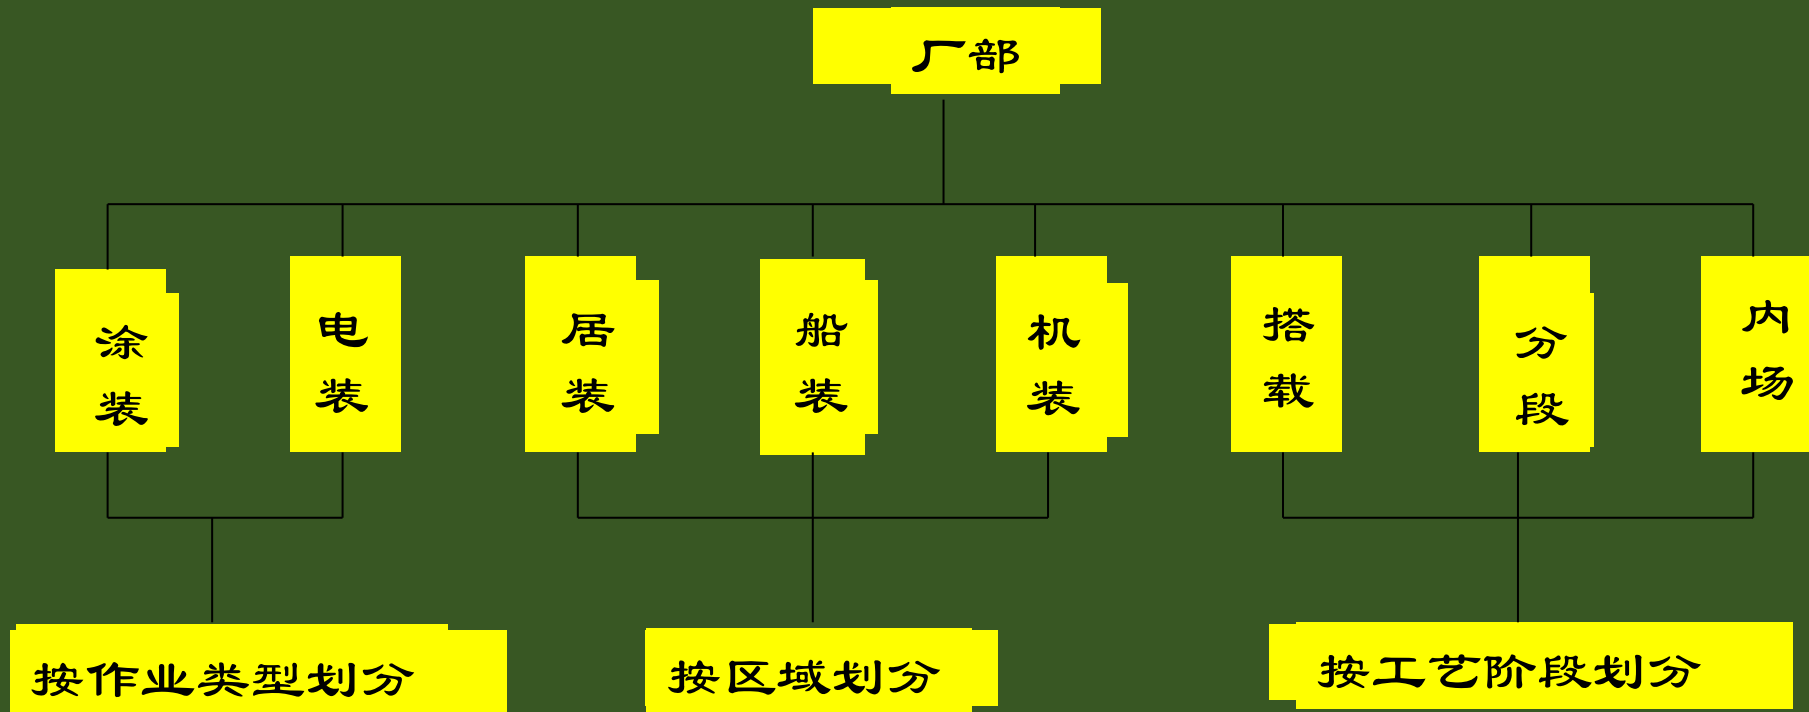 厂部
涂装
电装
居装
船装
机装
搭载
分段
内场
按作业类型划分
按区域划分
按工艺阶段划分